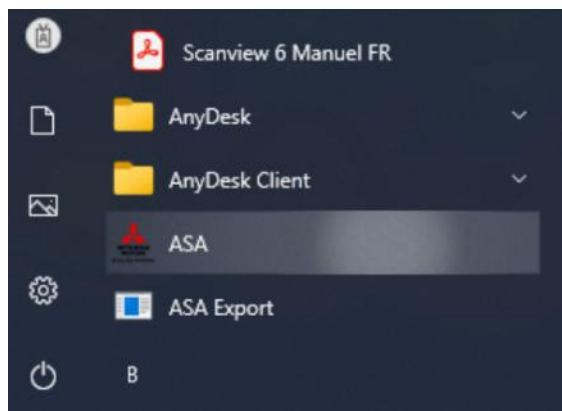 Scanview 6 Manuel FR
AnyDesk
AnyDesk Client
ASA
ASA Export
B